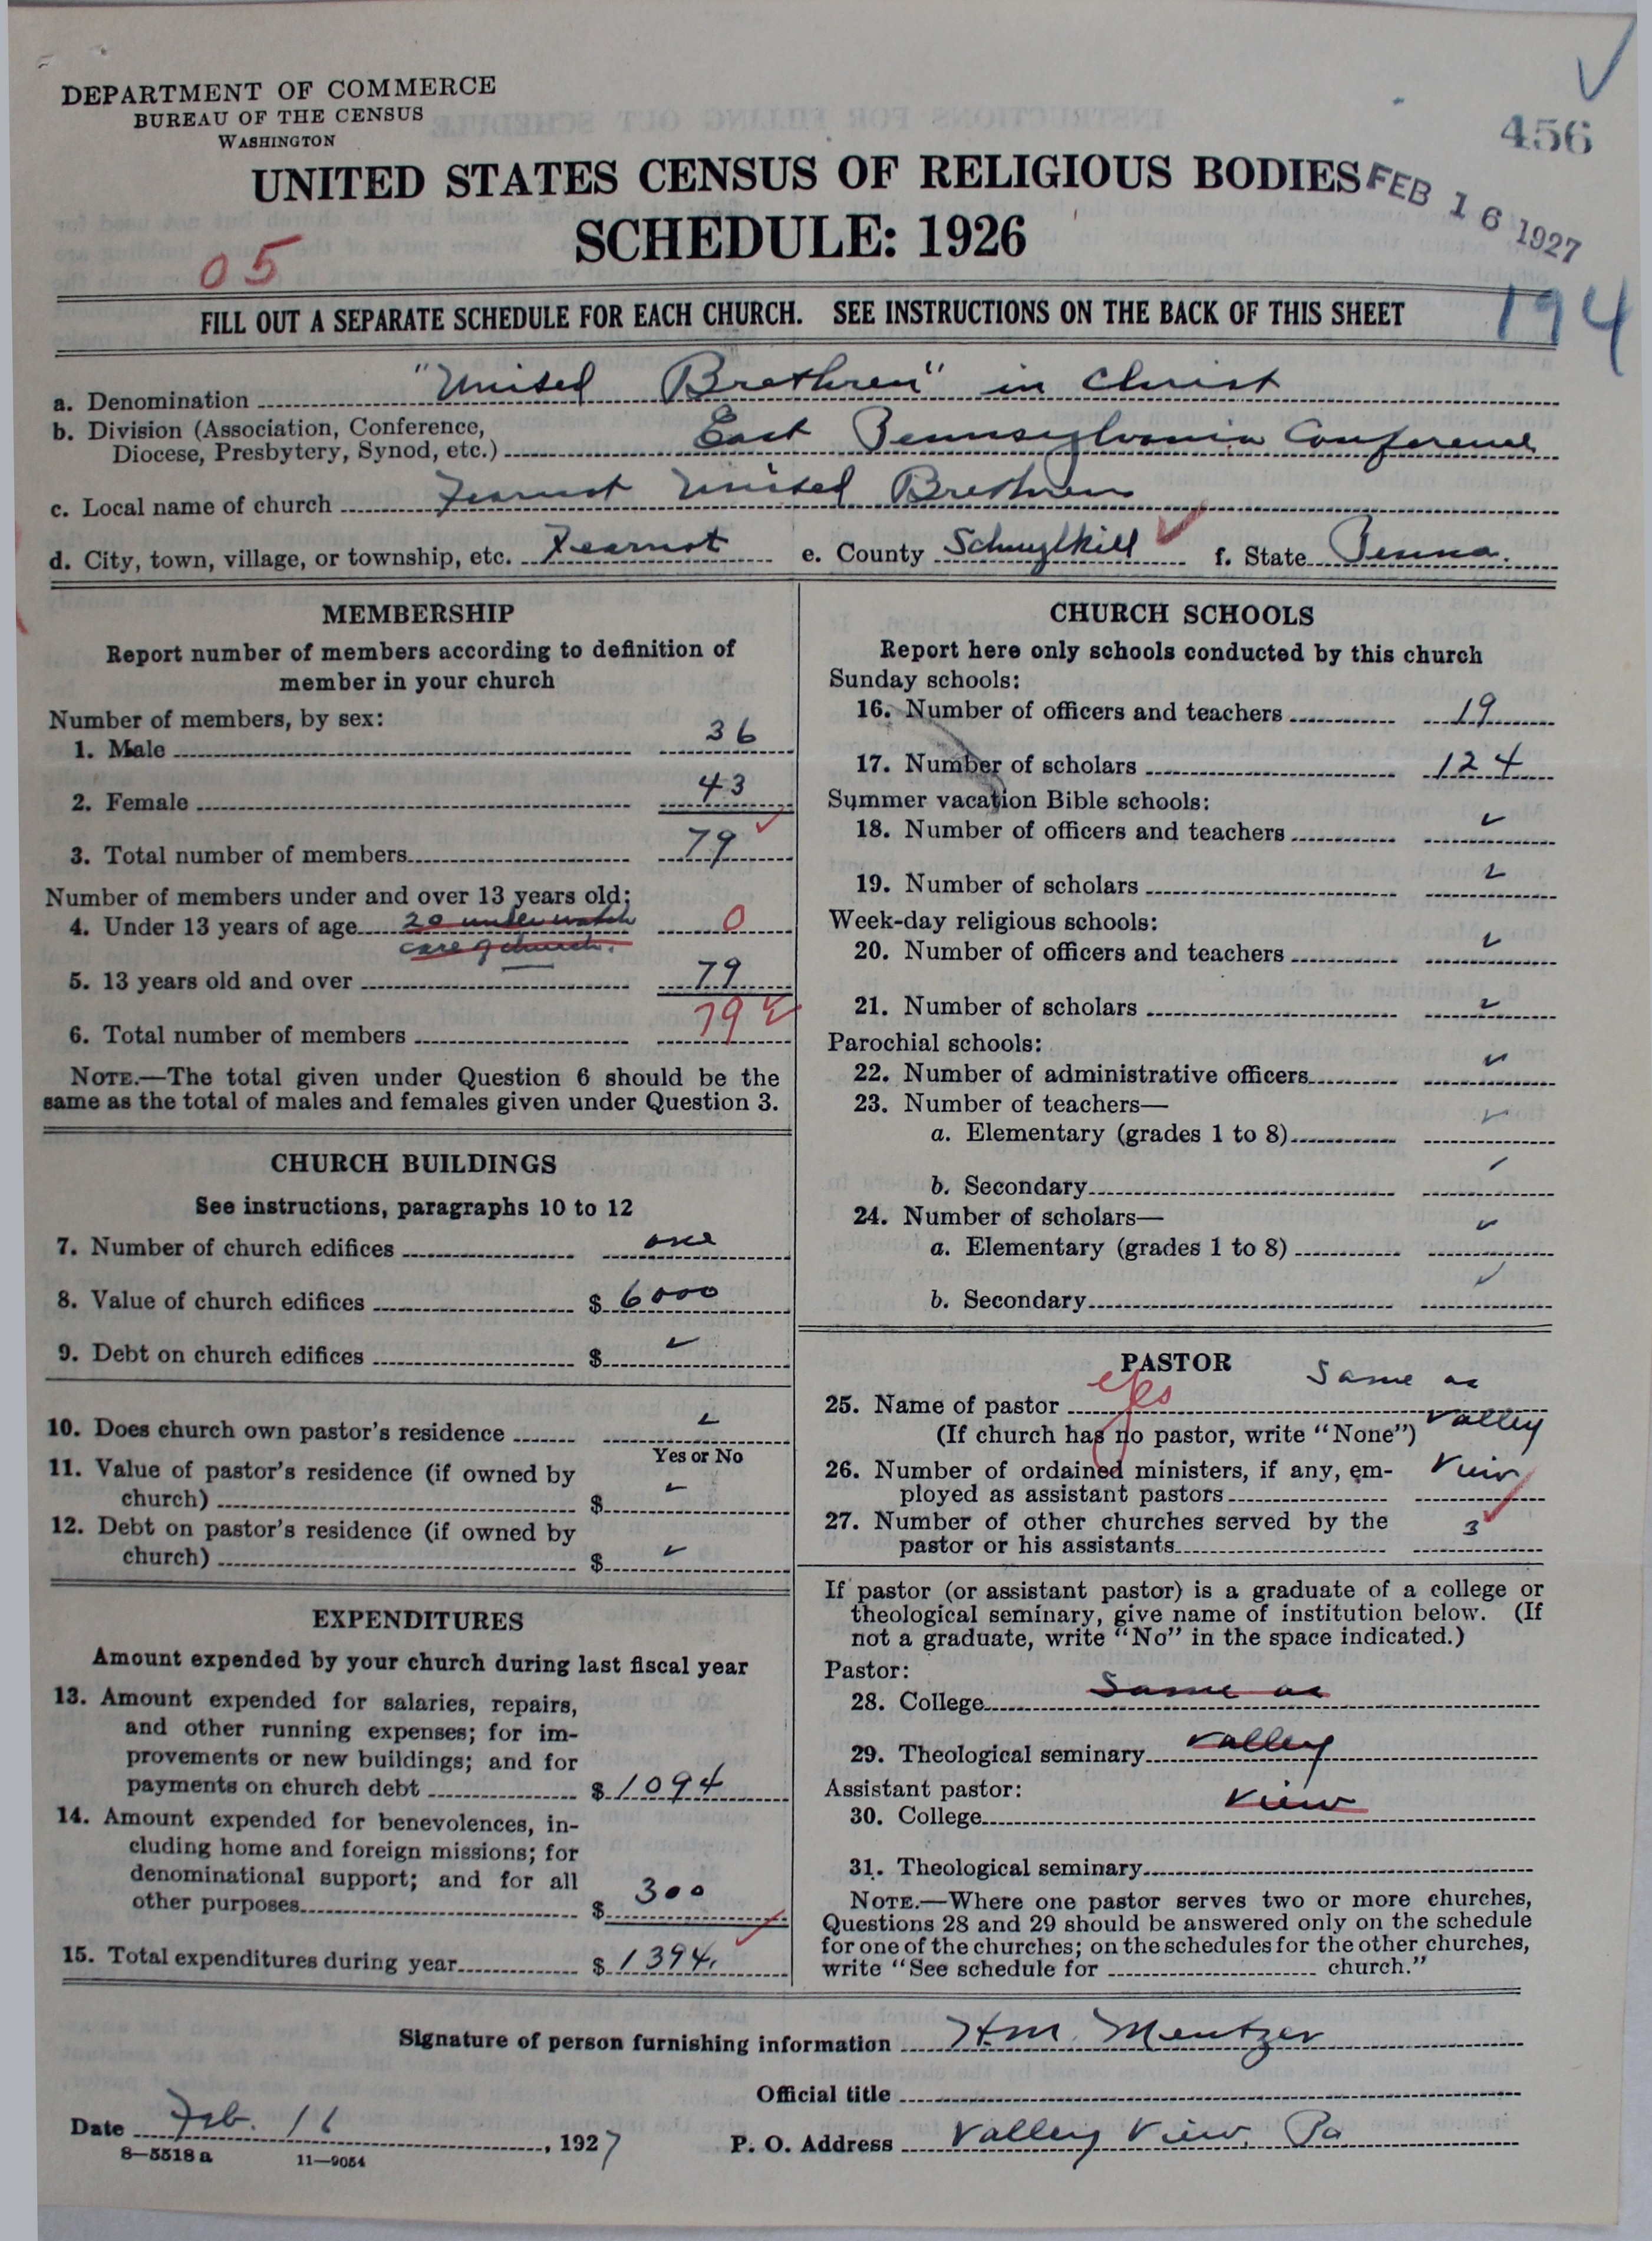 DEPARTMENT OF COMMERCE
BUREAU OF THE CENSUS
WASHINGTON
456
UNITED STATES CENSUS OF RELIGIOUS BODIES
FEB 16 1927
SCHEDULE: 1926
05
194
FILL OUT A SEPARATE SCHEDULE FOR EACH CHURCH. SEE INSTRUCTIONS ON THE BACK OF THIS SHEET
a. Denomination "United Brethren" in Christ
b. Division (Association, Conference,
Diocese, Presbytery, Synod, etc.) East Pennsylvania Conference
c. Local name of church Fearnot United Brethren
d. City, town, village, or township, etc. Fearnot e. County Schuylkill f. State Penna.
MEMBERSHIP
Report number of members according to definition of
member in your church
Number of members, by sex:
1. Male 36
2. Female 43
3. Total number of members 79
Number of members under and over 13 years old:
4. Under 13 years of age 20 under watch 0
care of church.
5. 13 years old and over 79
6. Total number of members 79
NOTE.—The total given under Question 6 should be the
same as the total of males and females given under Question 3.
CHURCH BUILDINGS
See instructions, paragraphs 10 to 12
7. Number of church edifices one
8. Value of church edifices $ 6000
9. Debt on church edifices $ ✓
10. Does church own pastor's residence ✓
Yes or No
11. Value of pastor's residence (if owned by
church) $ ✓
12. Debt on pastor's residence (if owned by
church) $ ✓
EXPENDITURES
Amount expended by your church during last fiscal year
13. Amount expended for salaries, repairs,
and other running expenses; for im-
provements or new buildings; and for
payments on church debt $ 1094
14. Amount expended for benevolences, in-
cluding home and foreign missions; for
denominational support; and for all
other purposes $ 300
15. Total expenditures during year $ 1394.
CHURCH SCHOOLS
Report here only schools conducted by this church
Sunday schools:
16. Number of officers and teachers 19
17. Number of scholars 124
Summer vacation Bible schools:
18. Number of officers and teachers ✓
19. Number of scholars ✓
Week-day religious schools:
20. Number of officers and teachers ✓
21. Number of scholars ✓
Parochial schools:
22. Number of administrative officers ✓
23. Number of teachers—
a. Elementary (grades 1 to 8) ✓
b. Secondary ✓
24. Number of scholars—
a. Elementary (grades 1 to 8) ✓
b. Secondary ✓
PASTOR
25. Name of pastor yes Same as
(If church has no pastor, write "None") Valley
26. Number of ordained ministers, if any, em- View
ployed as assistant pastors
27. Number of other churches served by the 3
pastor or his assistants
If pastor (or assistant pastor) is a graduate of a college or
theological seminary, give name of institution below. (If
not a graduate, write "No" in the space indicated.)
Pastor:
28. College Same as
29. Theological seminary Valley
Assistant pastor:
30. College View
31. Theological seminary
NOTE.—Where one pastor serves two or more churches,
Questions 28 and 29 should be answered only on the schedule
for one of the churches; on the schedules for the other churches,
write "See schedule for church."
Signature of person furnishing information H.M. Mentzer
Official title
Date Feb. 16, 1927
P. O. Address Valley View, Pa
8—5518 a 11—9054